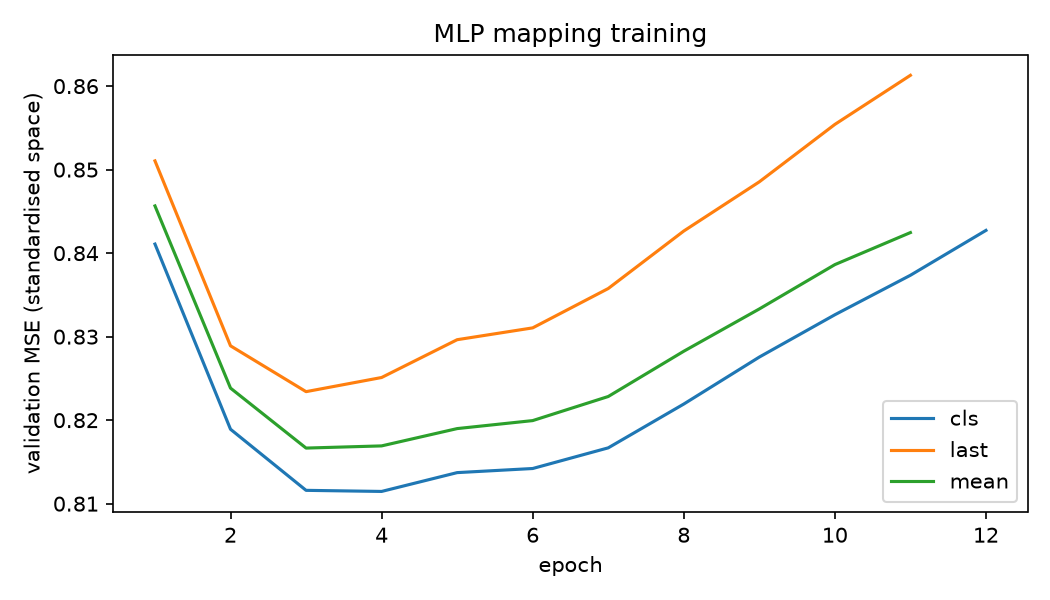 MLP mapping training
validation MSE (standardised space)
0.86
0.85
0.84
0.83
0.82
0.81
2
4
6
8
10
12
epoch
cls
last
mean